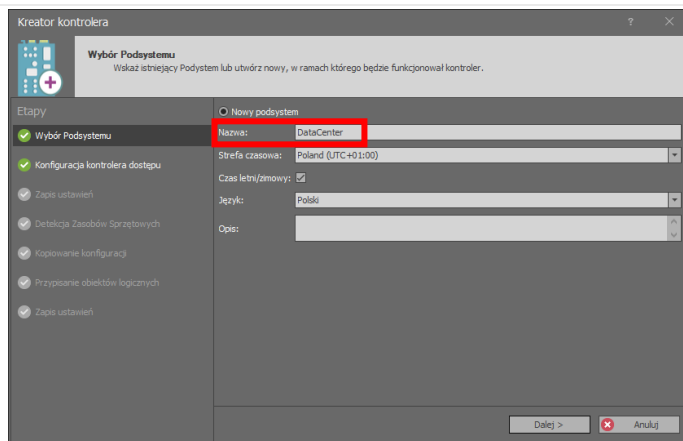 Kreator kontrolera
?
Wybór Podsystemu
Wskaż istniejący Podystem lub utwórz nowy, w ramach którego będzie funkcjonował kontroler.
Etapy
Wybór Podsystemu
Konfiguracja kontrolera dostępu
Zapis ustawień
Detekcja Zasobów Sprzętowych
Kopiowanie konfiguracji
Przypisanie obiektów logicznych
Zapis ustawień
Nowy podsystem
Nazwa: DataCenter
Strefa czasowa: Poland (UTC+01:00)
Czas letni/zimowy:
Język: Polski
Opis:
Dalej > Anuluj